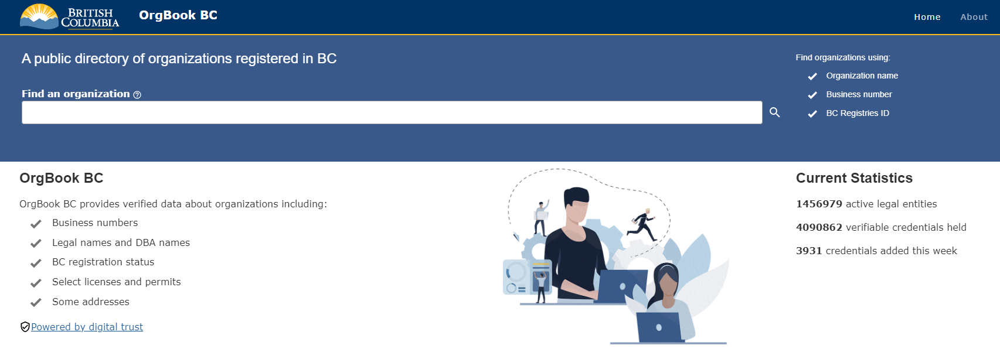 BRITISH
COLUMBIA
OrgBook BC
Home
About
A public directory of organizations registered in BC
Find an organization
Find organizations using:
Organization name
Business number
BC Registries ID
OrgBook BC
OrgBook BC provides verified data about organizations including:
Business numbers
Legal names and DBA names
BC registration status
Select licenses and permits
Some addresses
Powered by digital trust
Current Statistics
1456979 active legal entities
4090862 verifiable credentials held
3931 credentials added this week